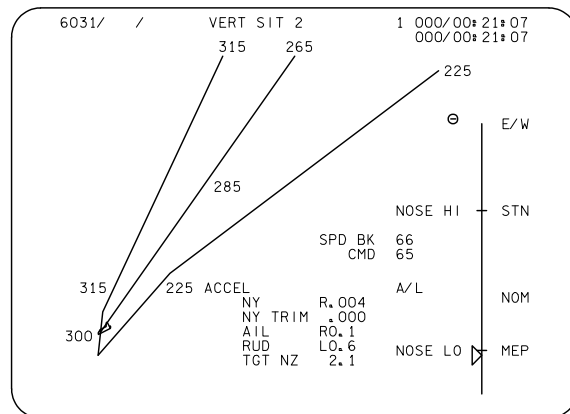 6031/ / VERT SIT 2 1 000/00:21:07
000/00:21:07
315 265
225
E/W
285
NOSE HI STN
SPD BK 66
CMD 65
315 225 ACCEL A/L
NY R.004 NOM
NY TRIM .000
AIL R0.1
300 RUD L0.6 NOSE LO MEP
TGT NZ 2.1